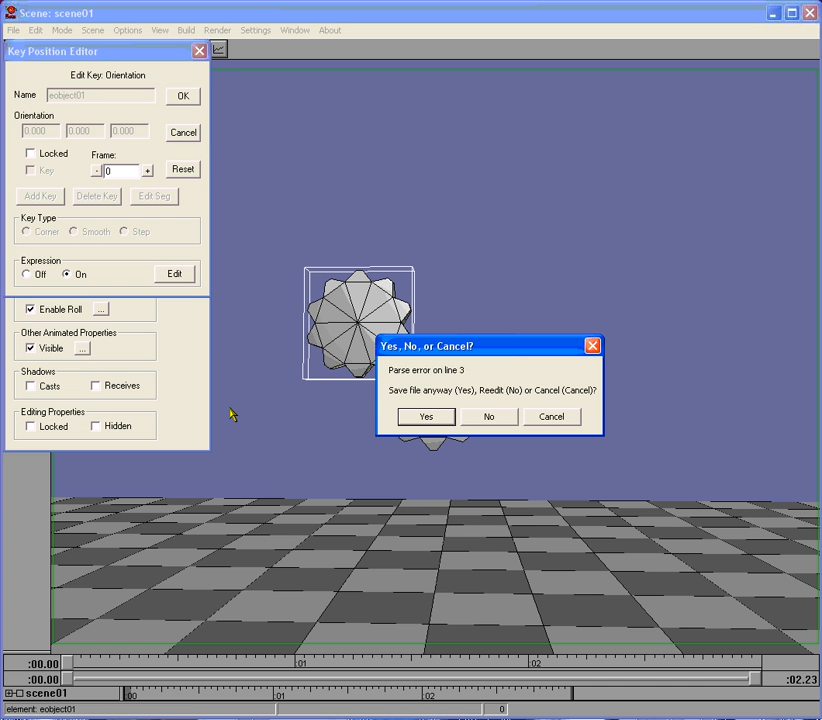 Scene: scene01
File Edit Mode Scene Options View Build Render Settings Window About
Key Position Editor
Edit Key: Orientation
Name eobject01 OK
Orientation
0.000 0.000 0.000 Cancel
Locked Frame:
Key - 0 + Reset
Add Key Delete Key Edit Seg
Key Type
Corner Smooth Step
Expression
Off On Edit
Enable Roll ...
Other Animated Properties
Visible ...
Shadows
Casts Receives
Editing Properties
Locked Hidden
Yes, No, or Cancel?
Parse error on line 3
Save file anyway (Yes), Reedit (No) or Cancel (Cancel)?
Yes No Cancel
:00.00 :01 :02
:00.00 :02.23
scene01 :00 :01 :02
element: eobject01 0